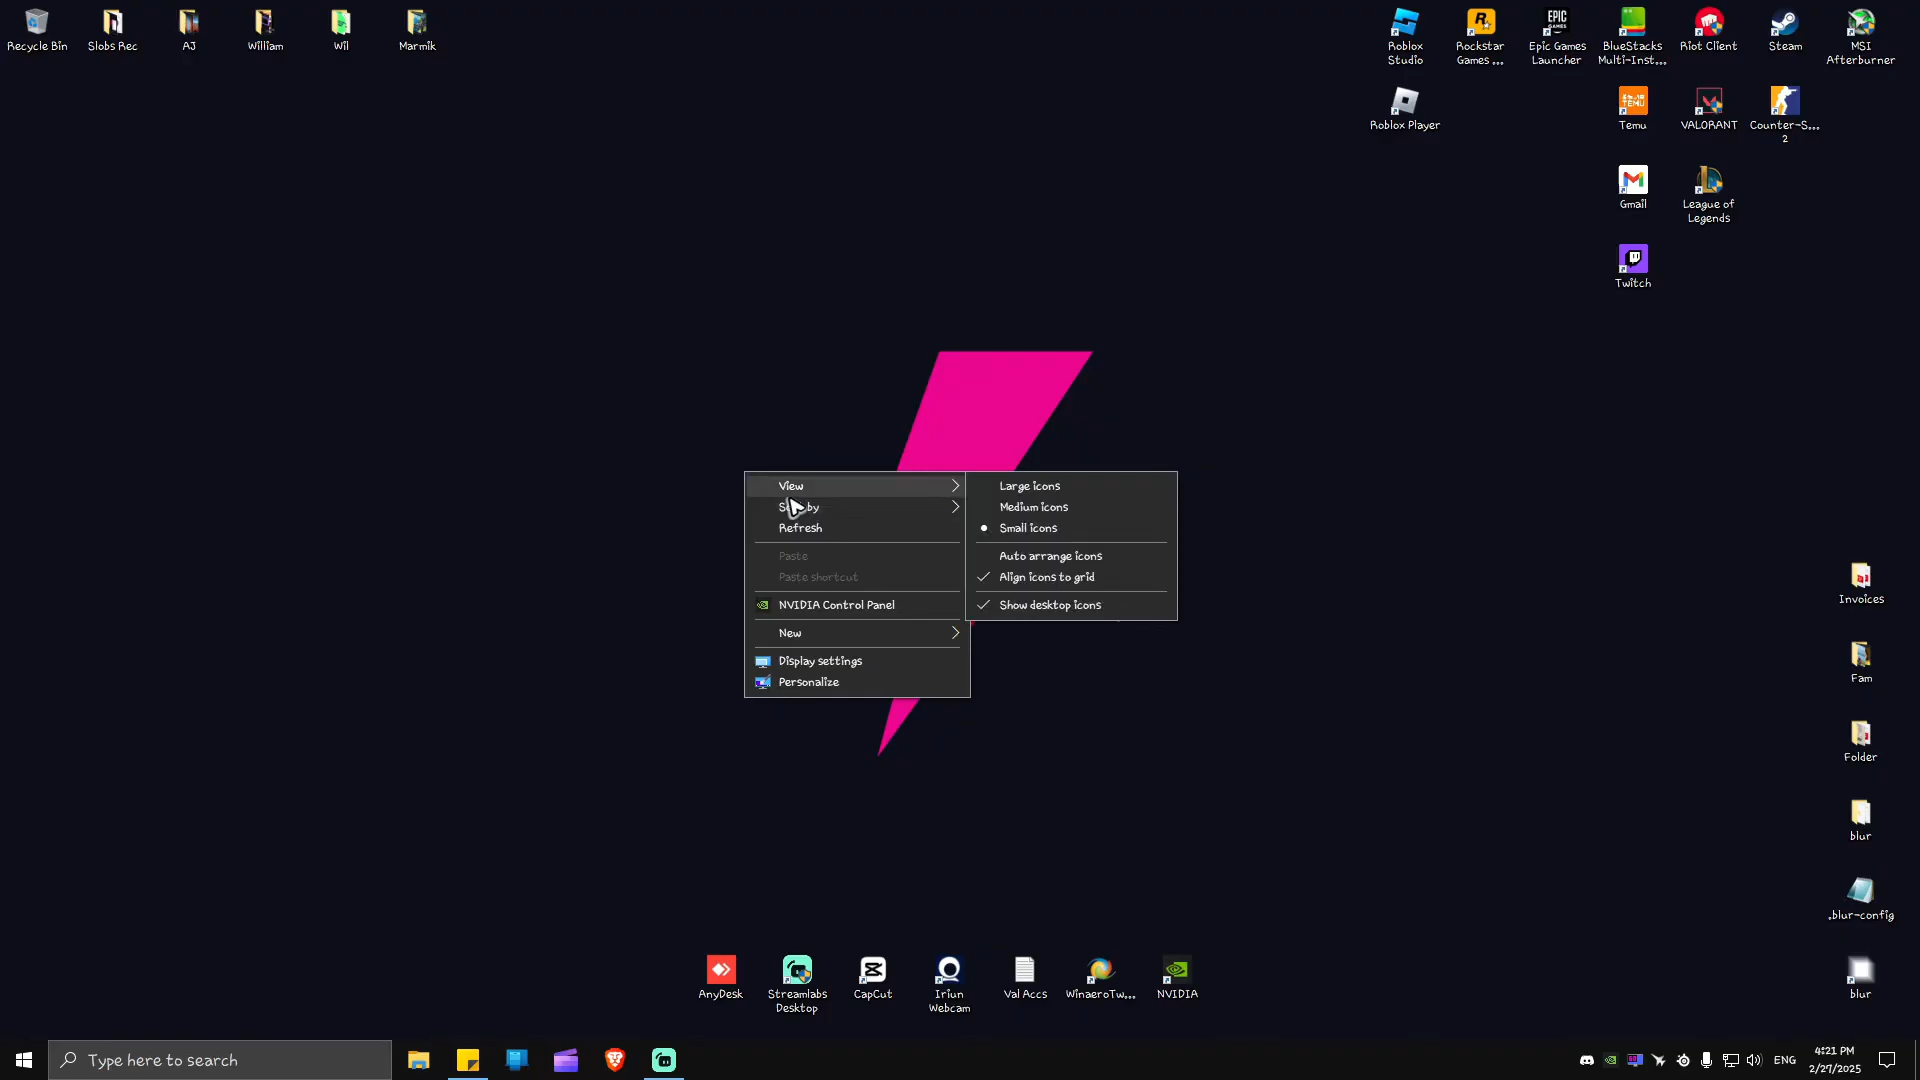 Recycle Bin
Slobs Rec
AJ
William
Wil
Marmik
Roblox
Studio
Rockstar
Games ...
Epic Games
Launcher
BlueStacks
Multi-Inst...
Riot Client
Steam
MSI
Afterburner
Roblox Player
Temu
VALORANT
Counter-S...
2
Gmail
League of
Legends
Twitch
View
by
Refresh
Paste
Paste shortcut
NVIDIA Control Panel
New
Display settings
Personalize
Large icons
Medium icons
Small icons
Auto arrange icons
Align icons to grid
Show desktop icons
Invoices
Fam
Folder
blur
.blur-config
blur
AnyDesk
Streamlabs
Desktop
CapCut
Iriun
Webcam
Val Accs
WinaeroTw...
NVIDIA
Type here to search
ENG
4:21 PM
2/27/2025